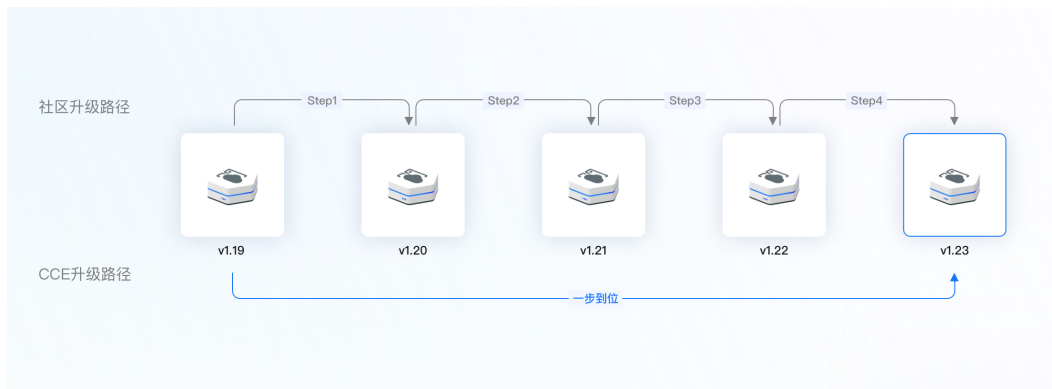 社区升级路径
Step1
Step2
Step3
Step4
v1.19
v1.20
v1.21
v1.22
v1.23
CCE升级路径
一步到位